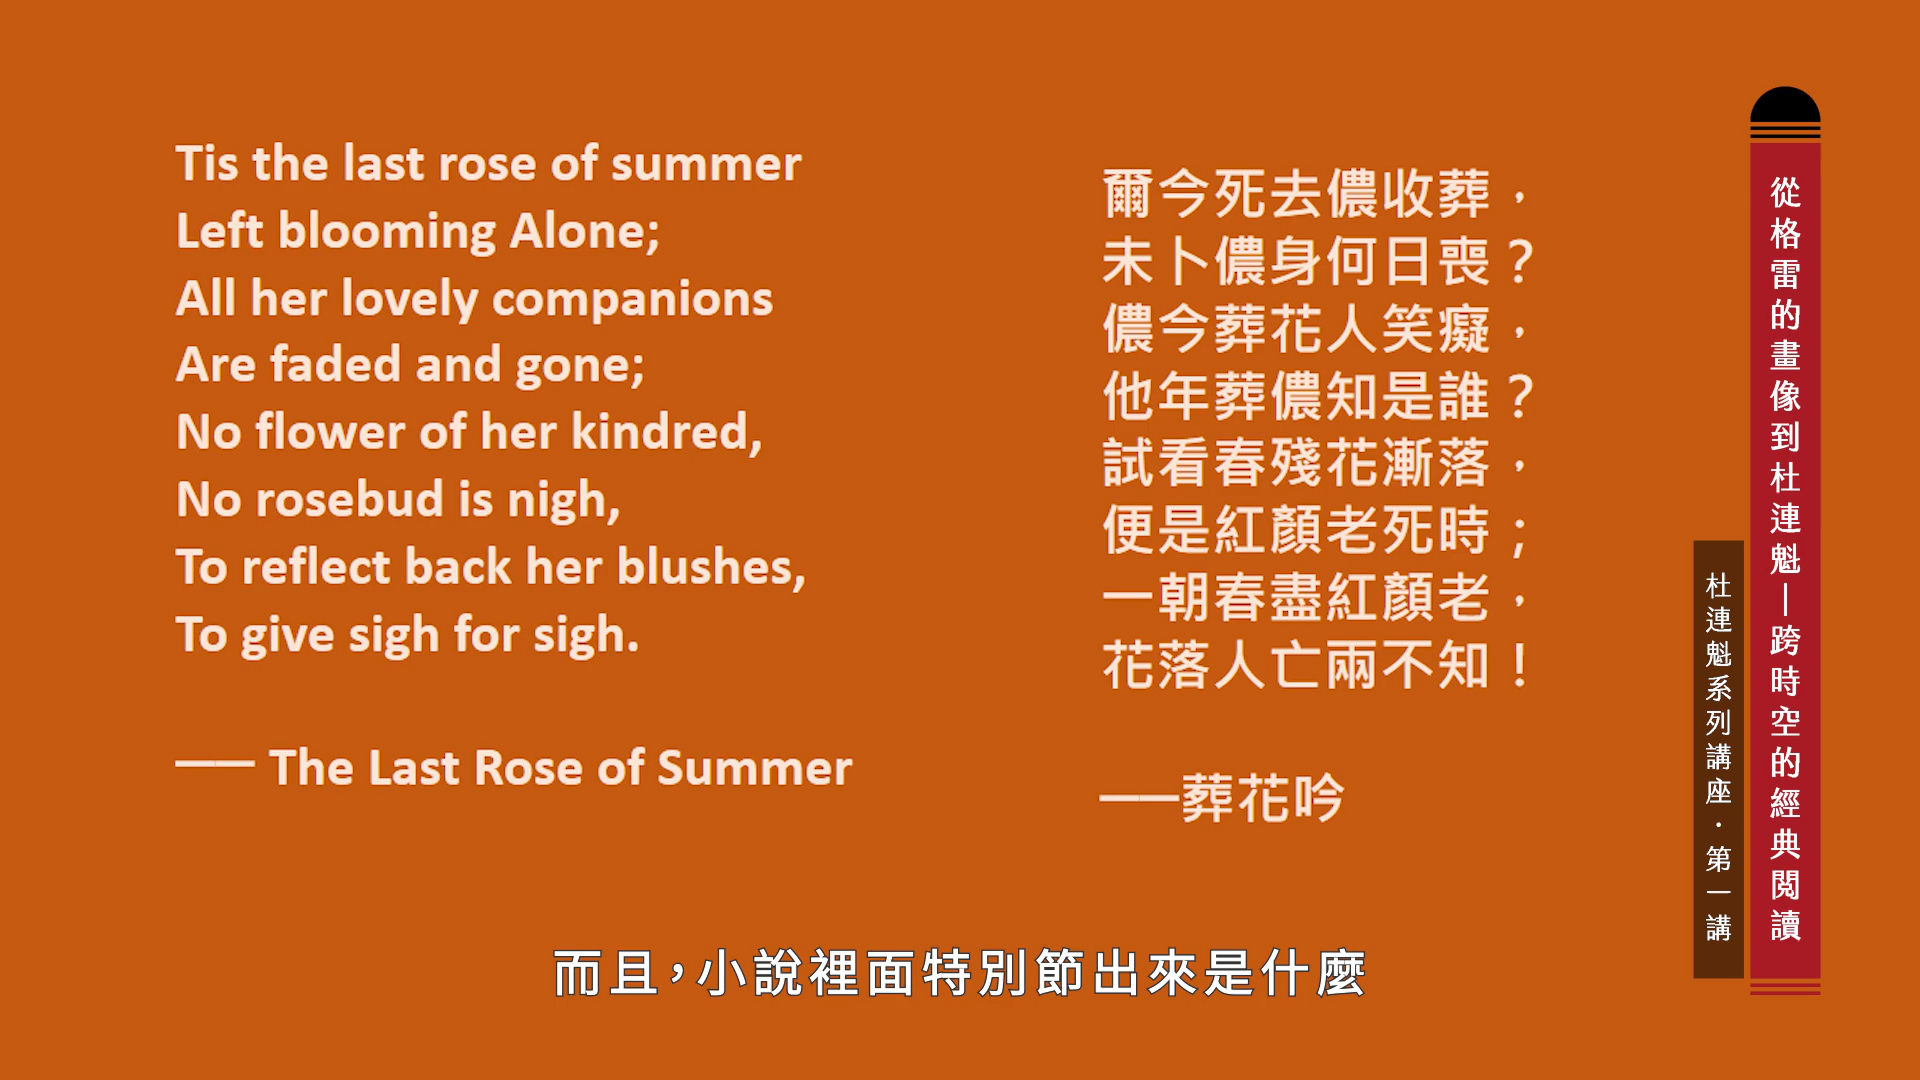 Tis the last rose of summer
Left blooming Alone;
All her lovely companions
Are faded and gone;
No flower of her kindred,
No rosebud is nigh,
To reflect back her blushes,
To give sigh for sigh.
—— The Last Rose of Summer
爾今死去儂收葬，
未卜儂身何日喪？
儂今葬花人笑癡，
他年葬儂知是誰？
試看春殘花漸落，
便是紅顏老死時；
一朝春盡紅顏老，
花落人亡兩不知！
——葬花吟
從格雷的畫像到杜連魁—跨時空的經典閱讀
杜連魁系列講座．第一講
而且，小說裡面特別節出來是什麼